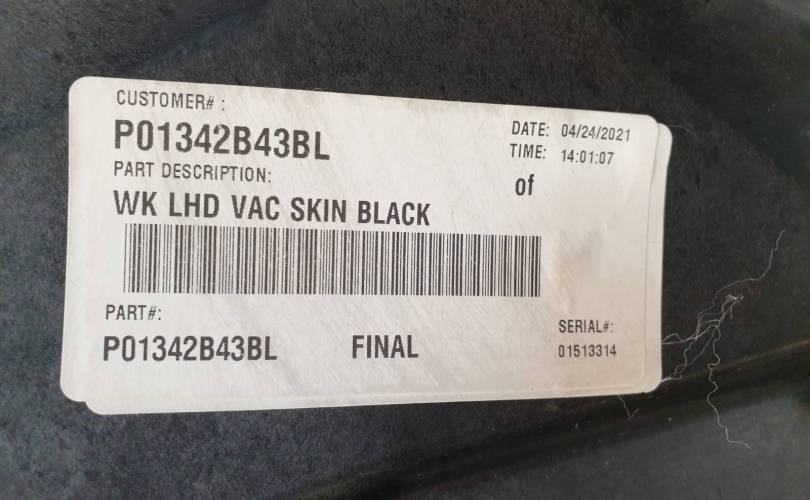 CUSTOMER# :
P01342B43BL
DATE: 04/24/2021
TIME: 14:01:07
PART DESCRIPTION:
of
WK LHD VAC SKIN BLACK
PART#:
P01342B43BL FINAL
SERIAL#:
01513314